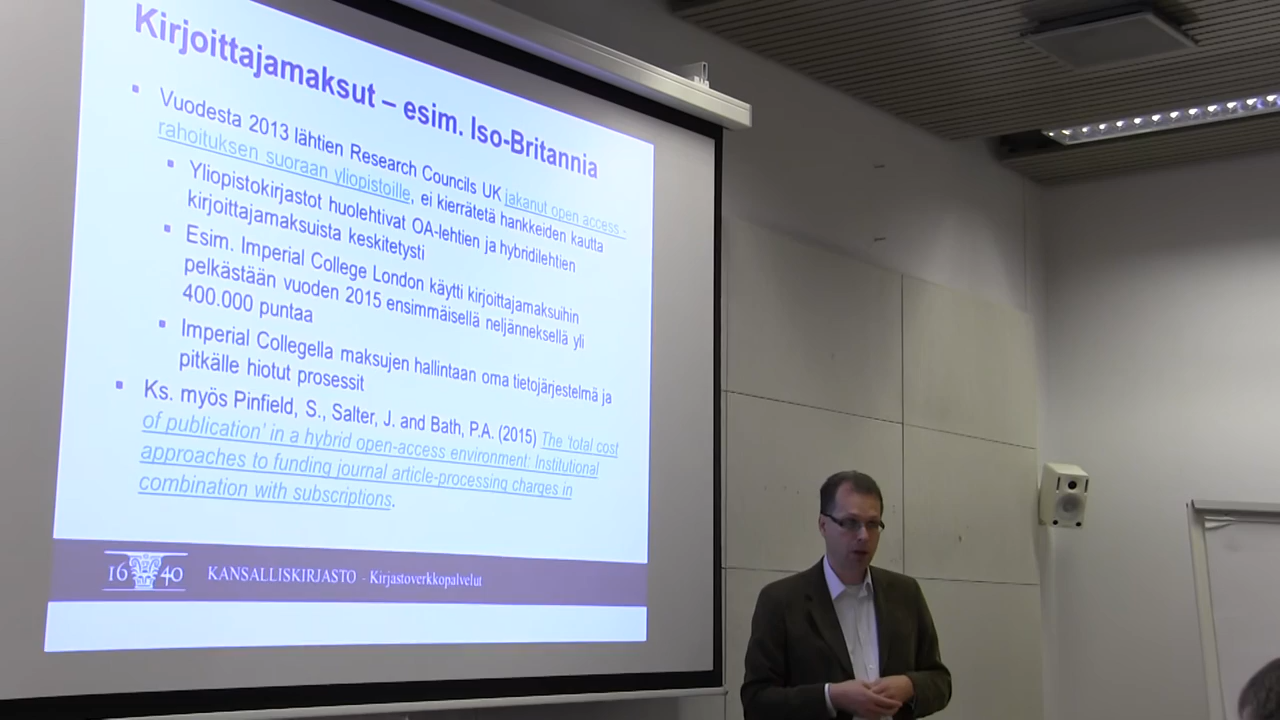 Kirjoittajamaksut – esim. Iso-Britannia
▪ Vuodesta 2013 lähtien Research Councils UK jakanut open access -
rahoituksen suoraan yliopistoille, ei kierrätetä hankkeiden kautta
▪ Yliopistokirjastot huolehtivat OA-lehtien ja hybridilehtien
kirjoittajamaksuista keskitetysti
▪ Esim. Imperial College London käytti kirjoittajamaksuihin
pelkästään vuoden 2015 ensimmäisellä neljänneksellä yli
400.000 puntaa
▪ Imperial Collegella maksujen hallintaan oma tietojärjestelmä ja
pitkälle hiotut prosessit
▪ Ks. myös Pinfield, S., Salter, J. and Bath, P.A. (2015) The 'total cost
of publication' in a hybrid open-access environment: Institutional
approaches to funding journal article-processing charges in
combination with subscriptions.
1640 KANSALLISKIRJASTO - Kirjastoverkkopalvelut